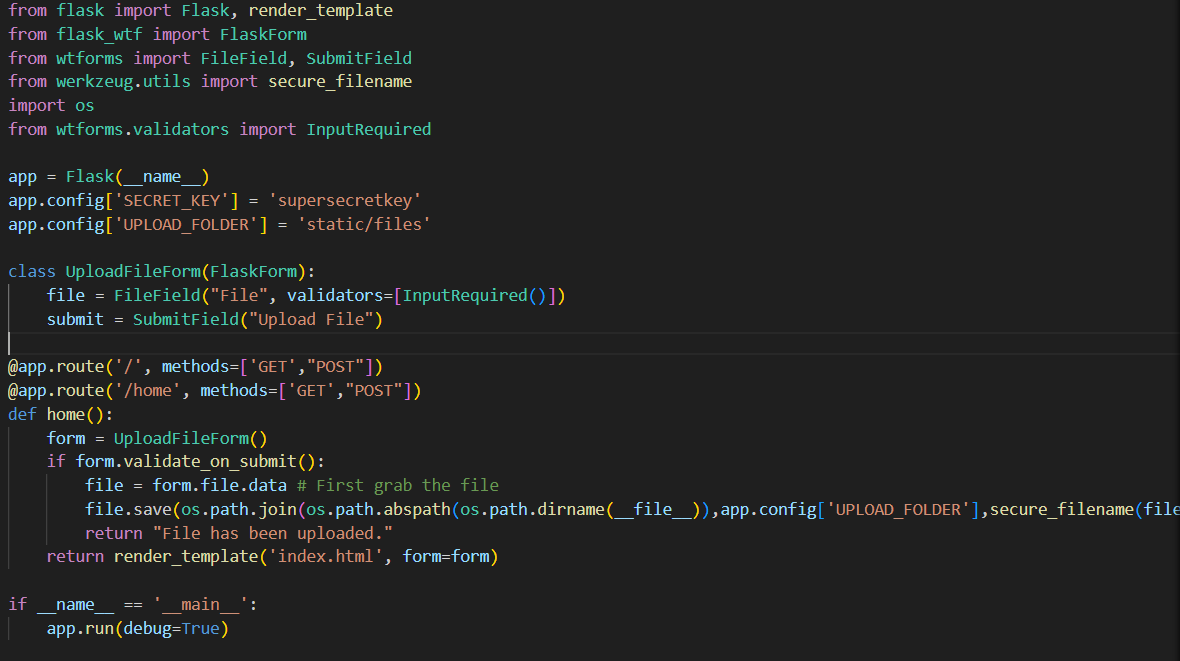 from flask import Flask, render_template
from flask_wtf import FlaskForm
from wtforms import FileField, SubmitField
from werkzeug.utils import secure_filename
import os
from wtforms.validators import InputRequired

app = Flask(__name__)
app.config['SECRET_KEY'] = 'supersecretkey'
app.config['UPLOAD_FOLDER'] = 'static/files'

class UploadFileForm(FlaskForm):
    file = FileField("File", validators=[InputRequired()])
    submit = SubmitField("Upload File")

@app.route('/', methods=['GET',"POST"])
@app.route('/home', methods=['GET',"POST"])
def home():
    form = UploadFileForm()
    if form.validate_on_submit():
        file = form.file.data # First grab the file
        file.save(os.path.join(os.path.abspath(os.path.dirname(__file__)),app.config['UPLOAD_FOLDER'],secure_filename(file
        return "File has been uploaded."
    return render_template('index.html', form=form)

if __name__ == '__main__':
    app.run(debug=True)